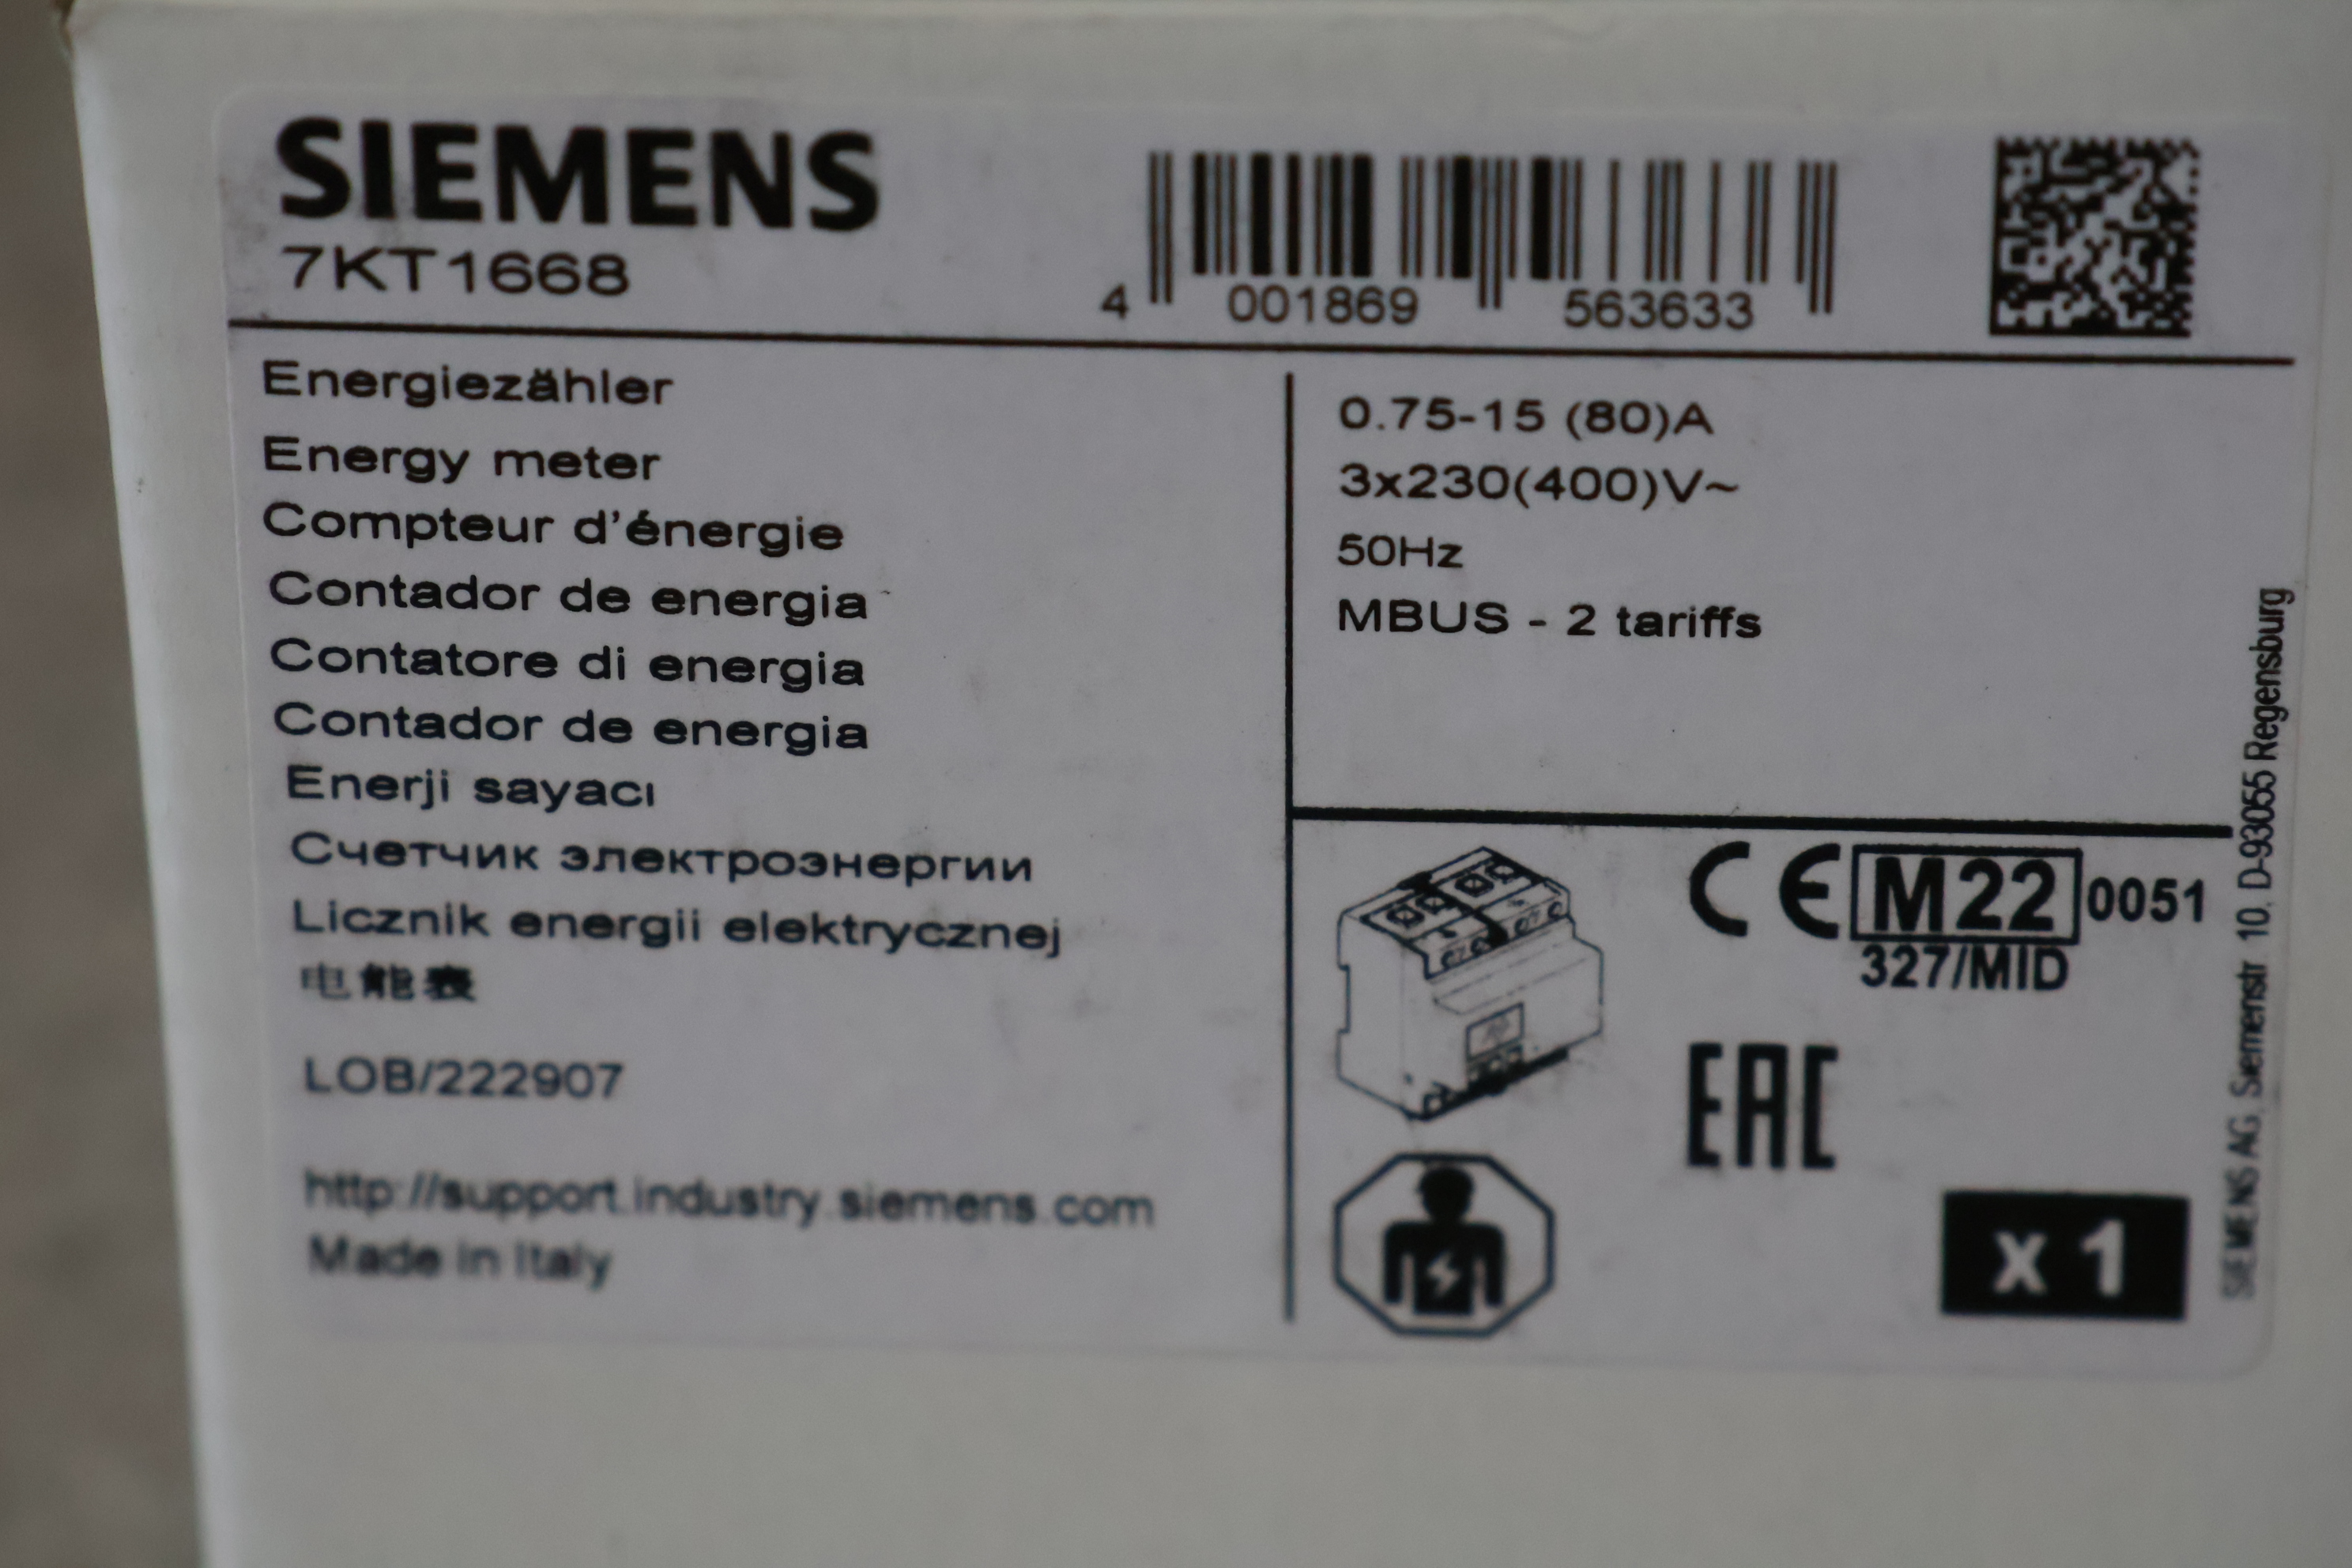 SIEMENS
7KT1668
4 001869 563633
Energiezähler
Energy meter
Compteur d'énergie
Contador de energia
Contatore di energia
Contador de energia
Enerji sayacı
Счетчик электроэнергии
Licznik energii elektrycznej
电能表
LOB/222907
http://support.industry.siemens.com
Made in Italy
0.75-15 (80)A
3x230(400)V~
50Hz
MBUS - 2 tariffs
CE M22 0051
327/MID
EAC
x 1
SIEMENS AG, Siemenstr 10, D-93055 Regensburg